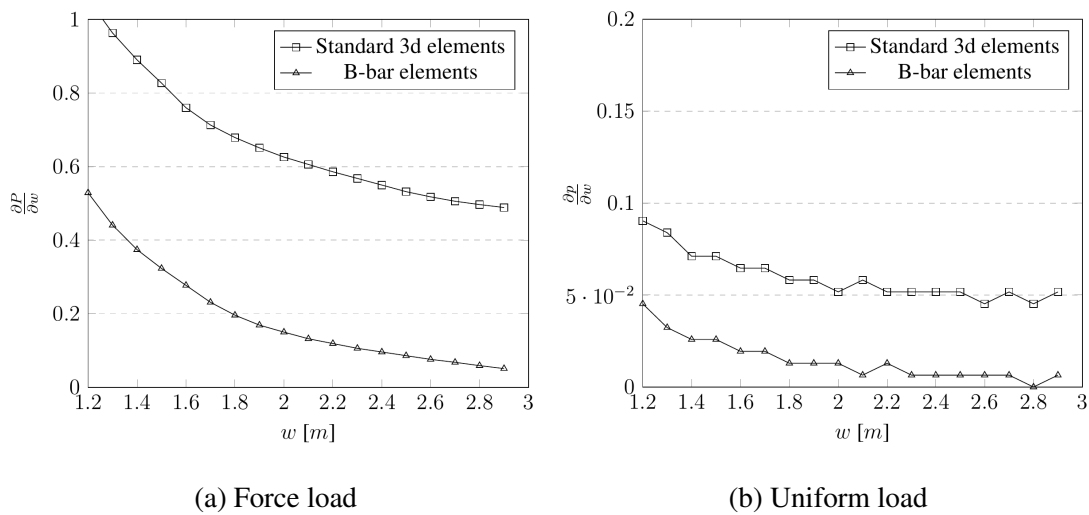 1
0.8
0.6
0.4
0.2
0
1.2 1.4 1.6 1.8 2 2.2 2.4 2.6 2.8 3
∂P/∂w
w [m]
Standard 3d elements
B-bar elements
(a) Force load
0.2
0.15
0.1
5 · 10⁻²
0
1.2 1.4 1.6 1.8 2 2.2 2.4 2.6 2.8 3
∂p/∂w
w [m]
Standard 3d elements
B-bar elements
(b) Uniform load